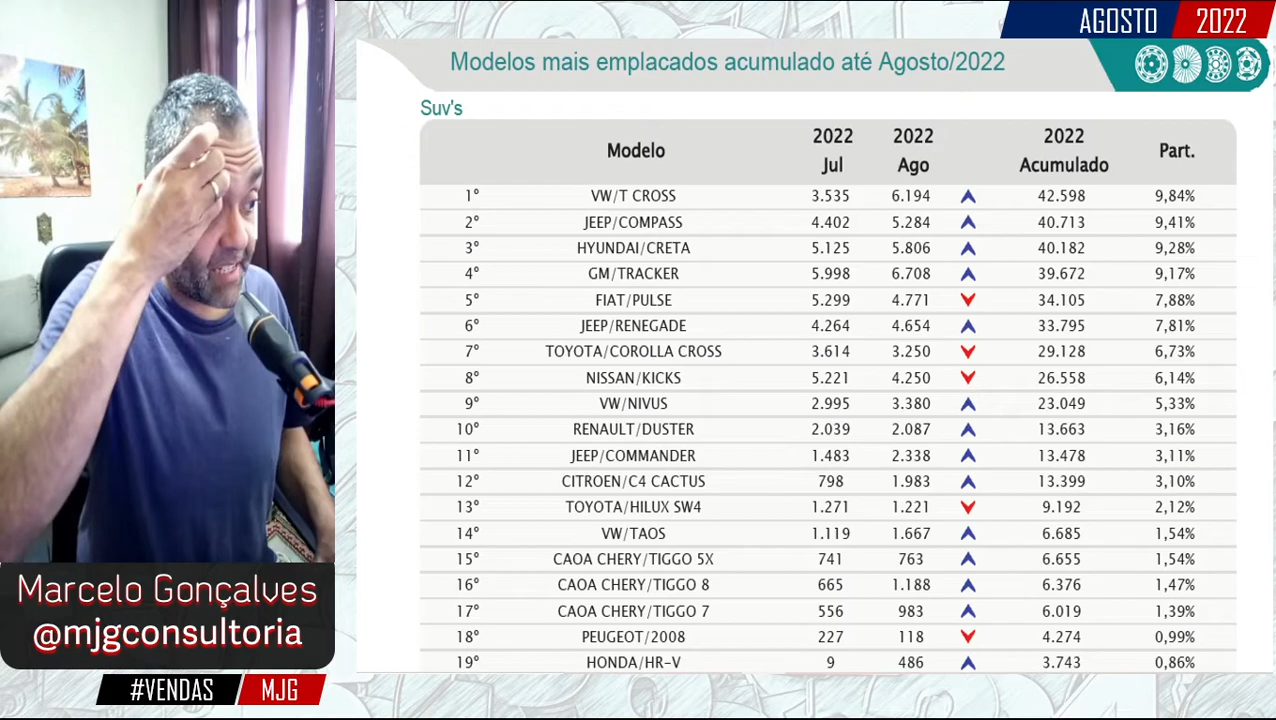 AGOSTO 2022
Modelos mais emplacados acumulado até Agosto/2022
Suv's
Modelo 2022 Jul 2022 Ago 2022 Acumulado Part.
1° VW/T CROSS 3.535 6.194 42.598 9,84%
2° JEEP/COMPASS 4.402 5.284 40.713 9,41%
3° HYUNDAI/CRETA 5.125 5.806 40.182 9,28%
4° GM/TRACKER 5.998 6.708 39.672 9,17%
5° FIAT/PULSE 5.299 4.771 34.105 7,88%
6° JEEP/RENEGADE 4.264 4.654 33.795 7,81%
7° TOYOTA/COROLLA CROSS 3.614 3.250 29.128 6,73%
8° NISSAN/KICKS 5.221 4.250 26.558 6,14%
9° VW/NIVUS 2.995 3.380 23.049 5,33%
10° RENAULT/DUSTER 2.039 2.087 13.663 3,16%
11° JEEP/COMMANDER 1.483 2.338 13.478 3,11%
12° CITROEN/C4 CACTUS 798 1.983 13.399 3,10%
13° TOYOTA/HILUX SW4 1.271 1.221 9.192 2,12%
14° VW/TAOS 1.119 1.667 6.685 1,54%
15° CAOA CHERY/TIGGO 5X 741 763 6.655 1,54%
16° CAOA CHERY/TIGGO 8 665 1.188 6.376 1,47%
17° CAOA CHERY/TIGGO 7 556 983 6.019 1,39%
18° PEUGEOT/2008 227 118 4.274 0,99%
19° HONDA/HR-V 9 486 3.743 0,86%
Marcelo Gonçalves
@mjgconsultoria
#VENDAS MJG